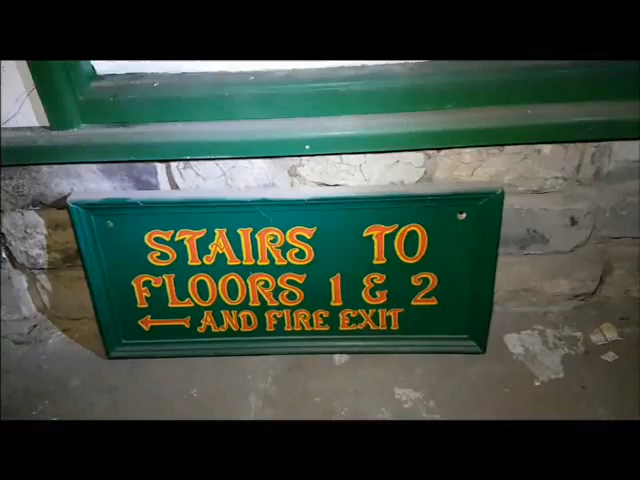 STAIRS TO
FLOORS 1 & 2
← AND FIRE EXIT